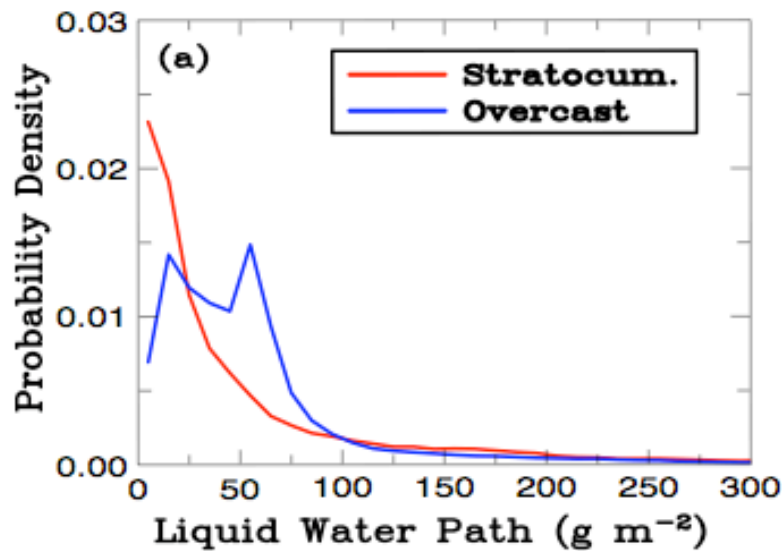 (a)
Stratocum.
Overcast
Probability Density
0.03
0.02
0.01
0.00
0 50 100 150 200 250 300
Liquid Water Path (g m⁻²)